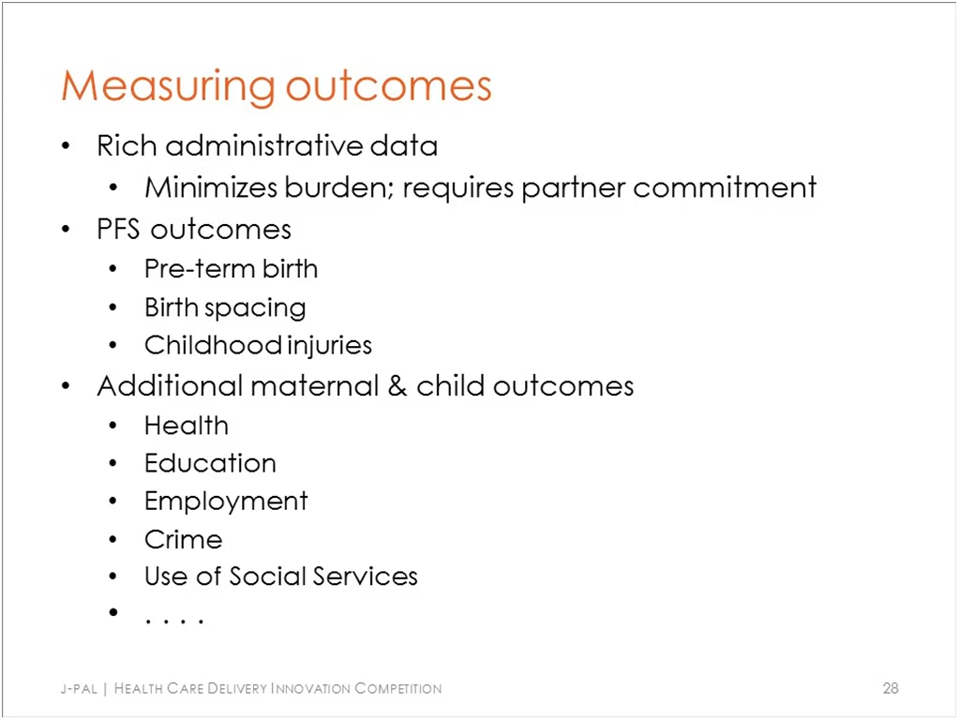 Measuring outcomes
• Rich administrative data
• Minimizes burden; requires partner commitment
• PFS outcomes
• Pre-term birth
• Birth spacing
• Childhood injuries
• Additional maternal & child outcomes
• Health
• Education
• Employment
• Crime
• Use of Social Services
• . . . .
J-PAL | HEALTH CARE DELIVERY INNOVATION COMPETITION 28